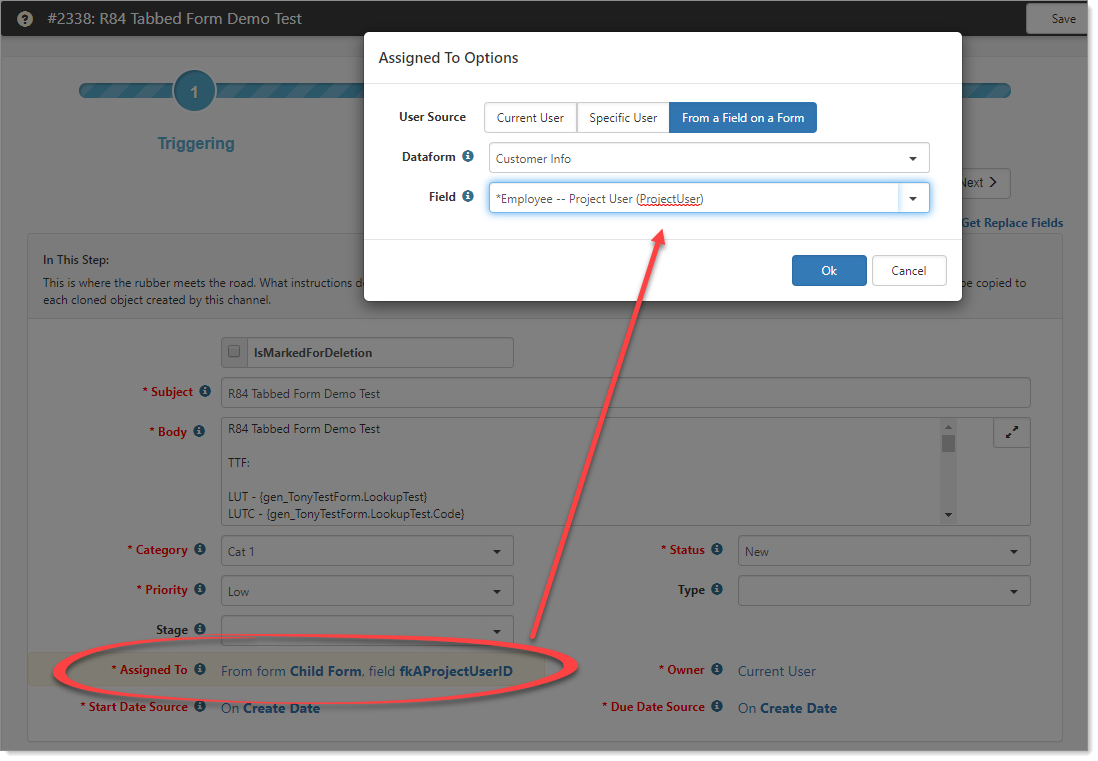 #2338: R84 Tabbed Form Demo Test
Save
Assigned To Options
User Source Current User Specific User From a Field on a Form
Dataform Customer Info
Field *Employee -- Project User (ProjectUser)
Ok Cancel
1
Triggering
Next
Get Replace Fields
In This Step:
This is where the rubber meets the road. What instructions d be copied to
each cloned object created by this channel.
IsMarkedForDeletion
* Subject R84 Tabbed Form Demo Test
* Body R84 Tabbed Form Demo Test
TTF:
LUT - {gen_TonyTestForm.LookupTest}
LUTC - {gen_TonyTestForm.LookupTest.Code}
* Category Cat 1 * Status New
* Priority Low Type
Stage
* Assigned To From form Child Form, field fkAProjectUserID * Owner Current User
* Start Date Source On Create Date * Due Date Source On Create Date